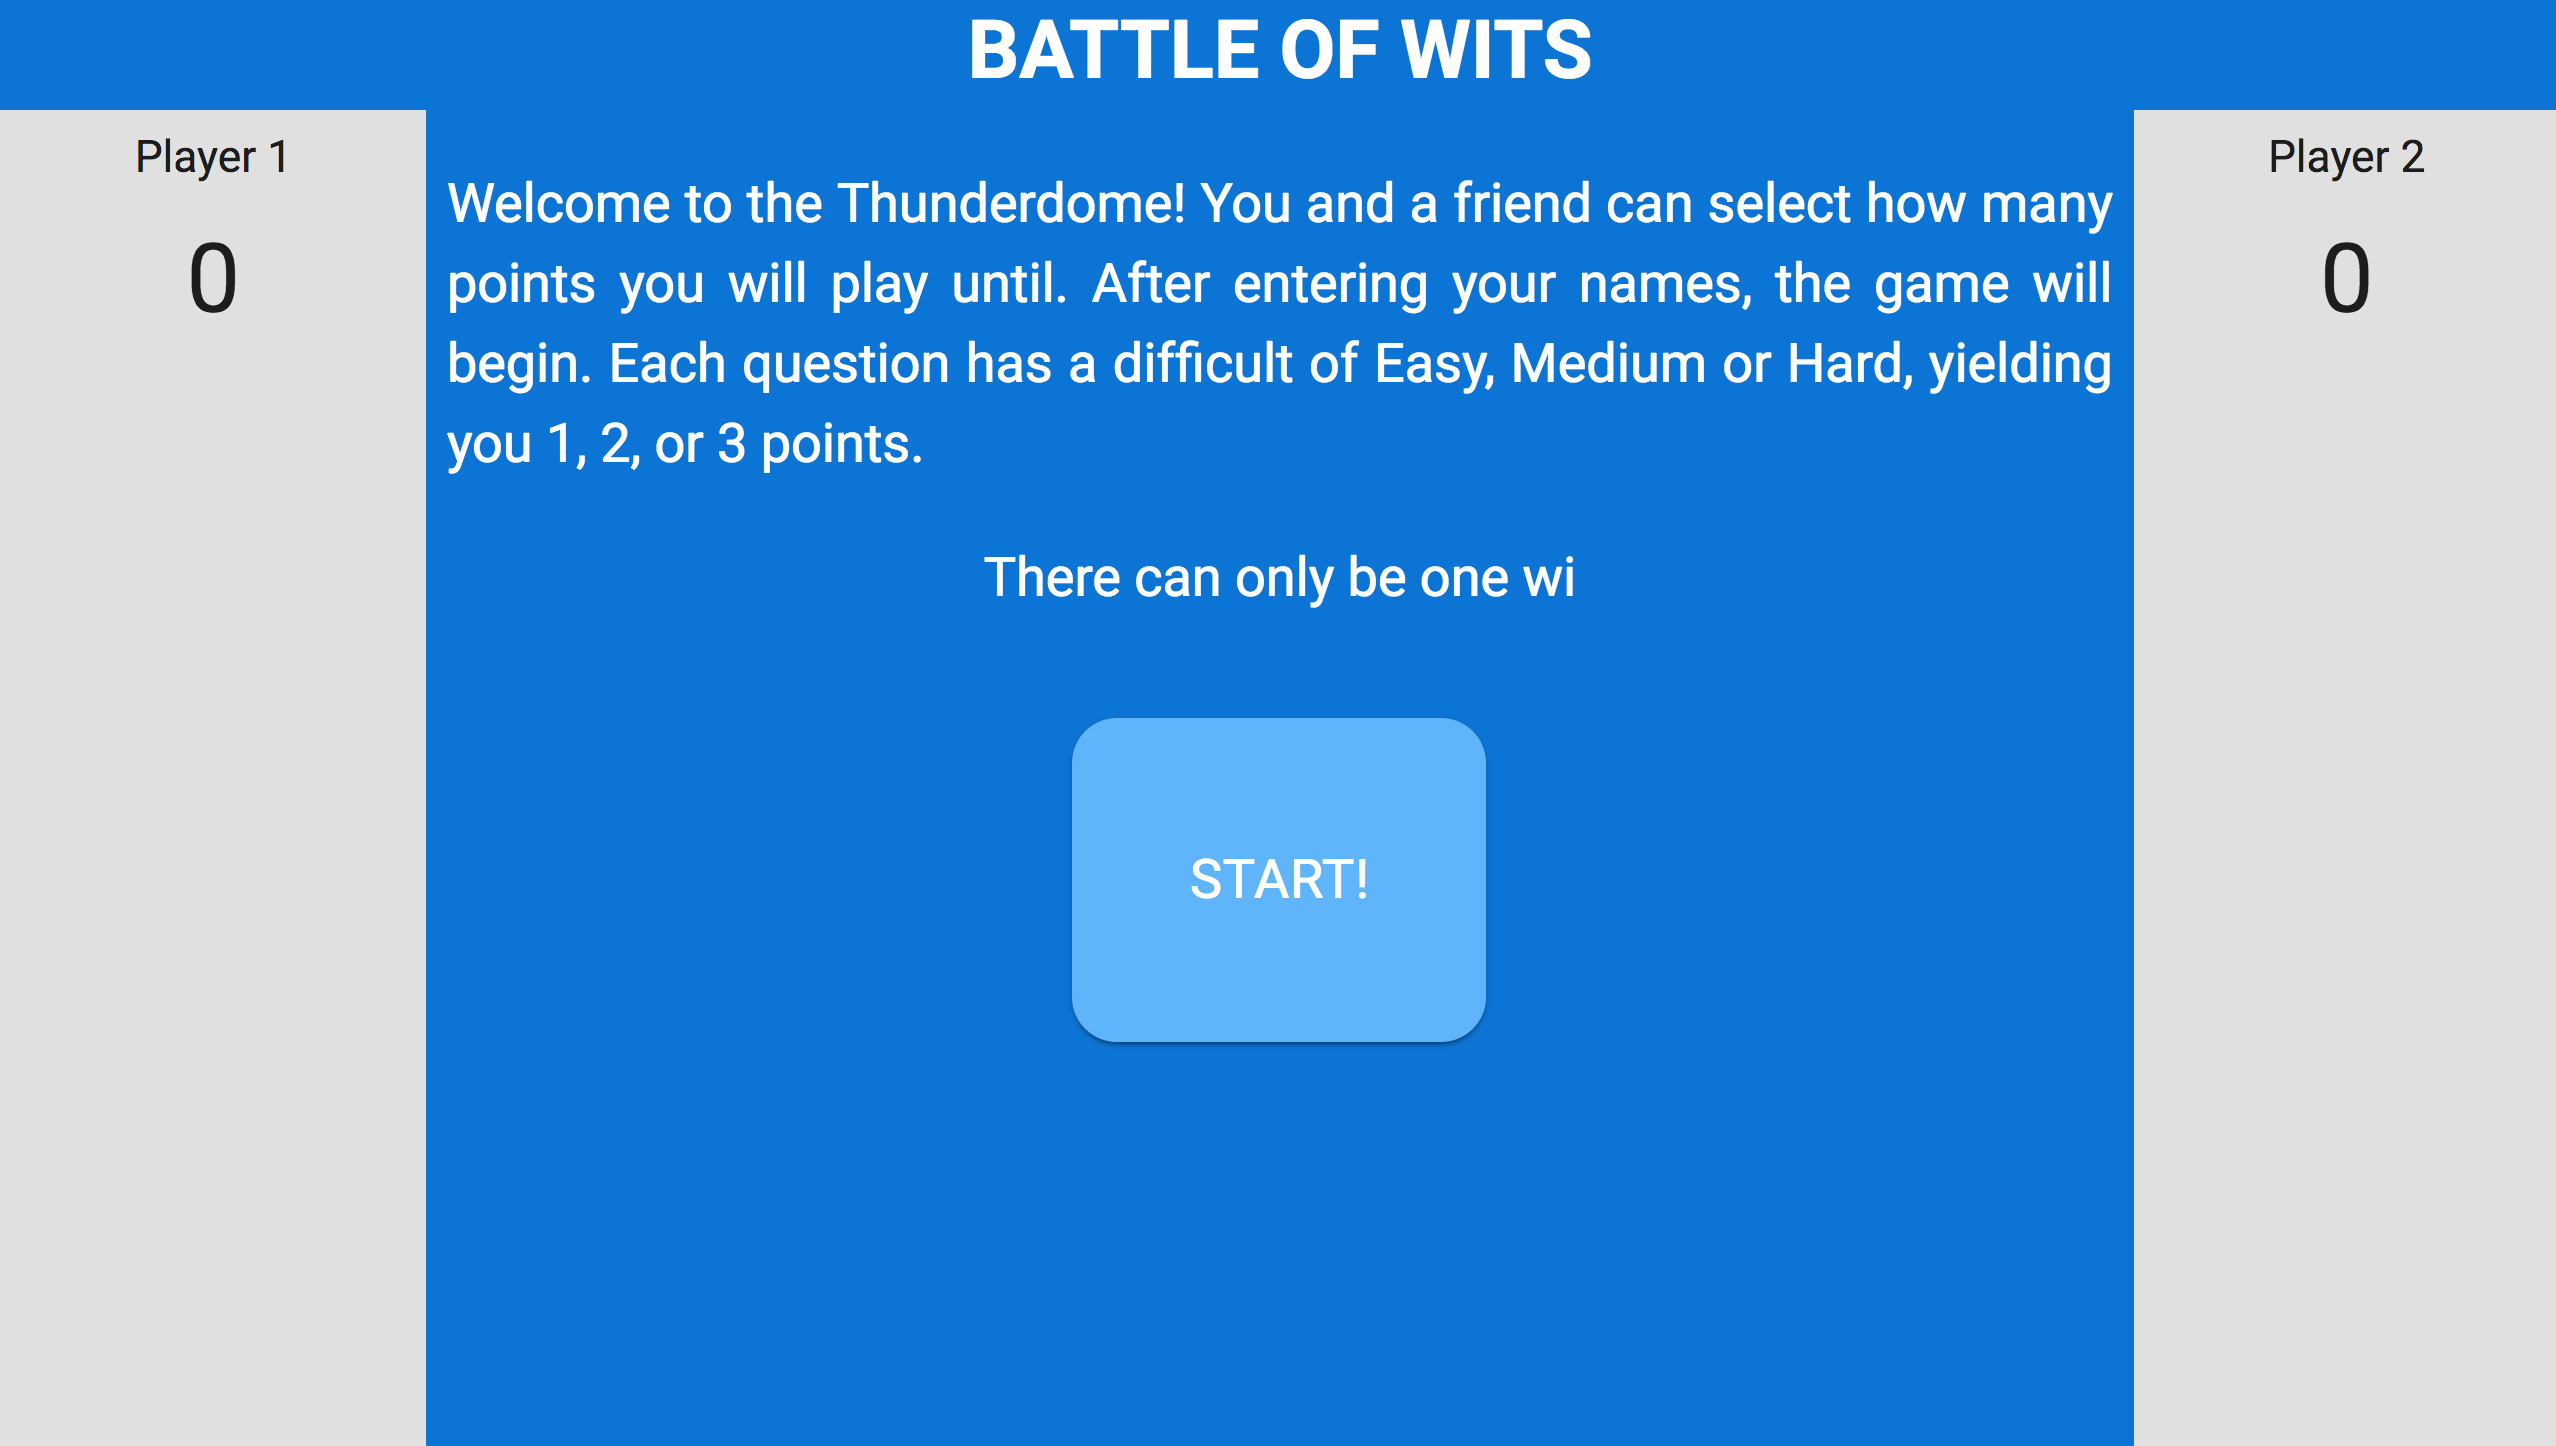 BATTLE OF WITS
Player 1
0
Welcome to the Thunderdome! You and a friend can select how many
points you will play until. After entering your names, the game will
begin. Each question has a difficult of Easy, Medium or Hard, yielding
you 1, 2, or 3 points.
There can only be one wi
START!
Player 2
0